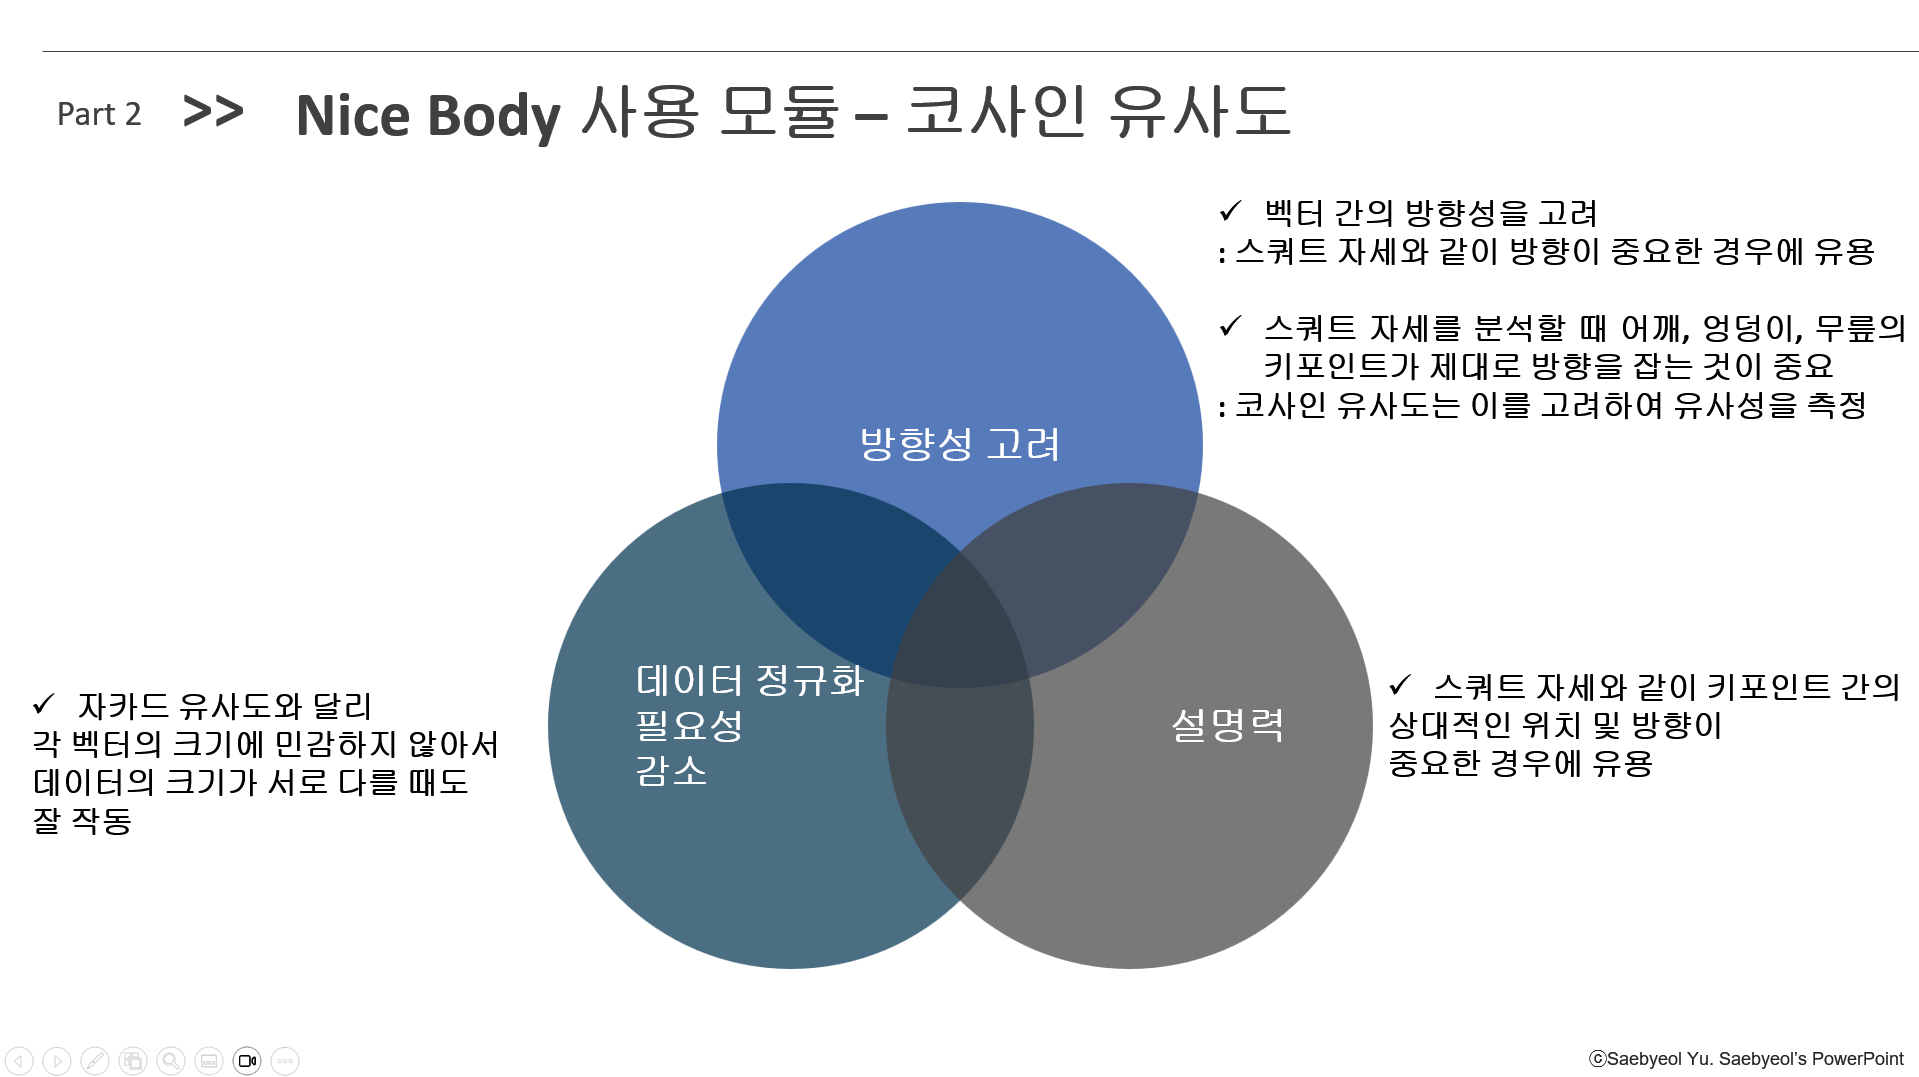 Part 2 >> Nice Body 사용 모듈 – 코사인 유사도
✓ 벡터 간의 방향성을 고려
: 스쿼트 자세와 같이 방향이 중요한 경우에 유용
✓ 스쿼트 자세를 분석할 때 어깨, 엉덩이, 무릎의
키포인트가 제대로 방향을 잡는 것이 중요
: 코사인 유사도는 이를 고려하여 유사성을 측정
방향성 고려
데이터 정규화
필요성
감소
설명력
✓ 자카드 유사도와 달리
각 벡터의 크기에 민감하지 않아서
데이터의 크기가 서로 다를 때도
잘 작동
✓ 스쿼트 자세와 같이 키포인트 간의
상대적인 위치 및 방향이
중요한 경우에 유용
ⓒSaebyeol Yu. Saebyeol’s PowerPoint